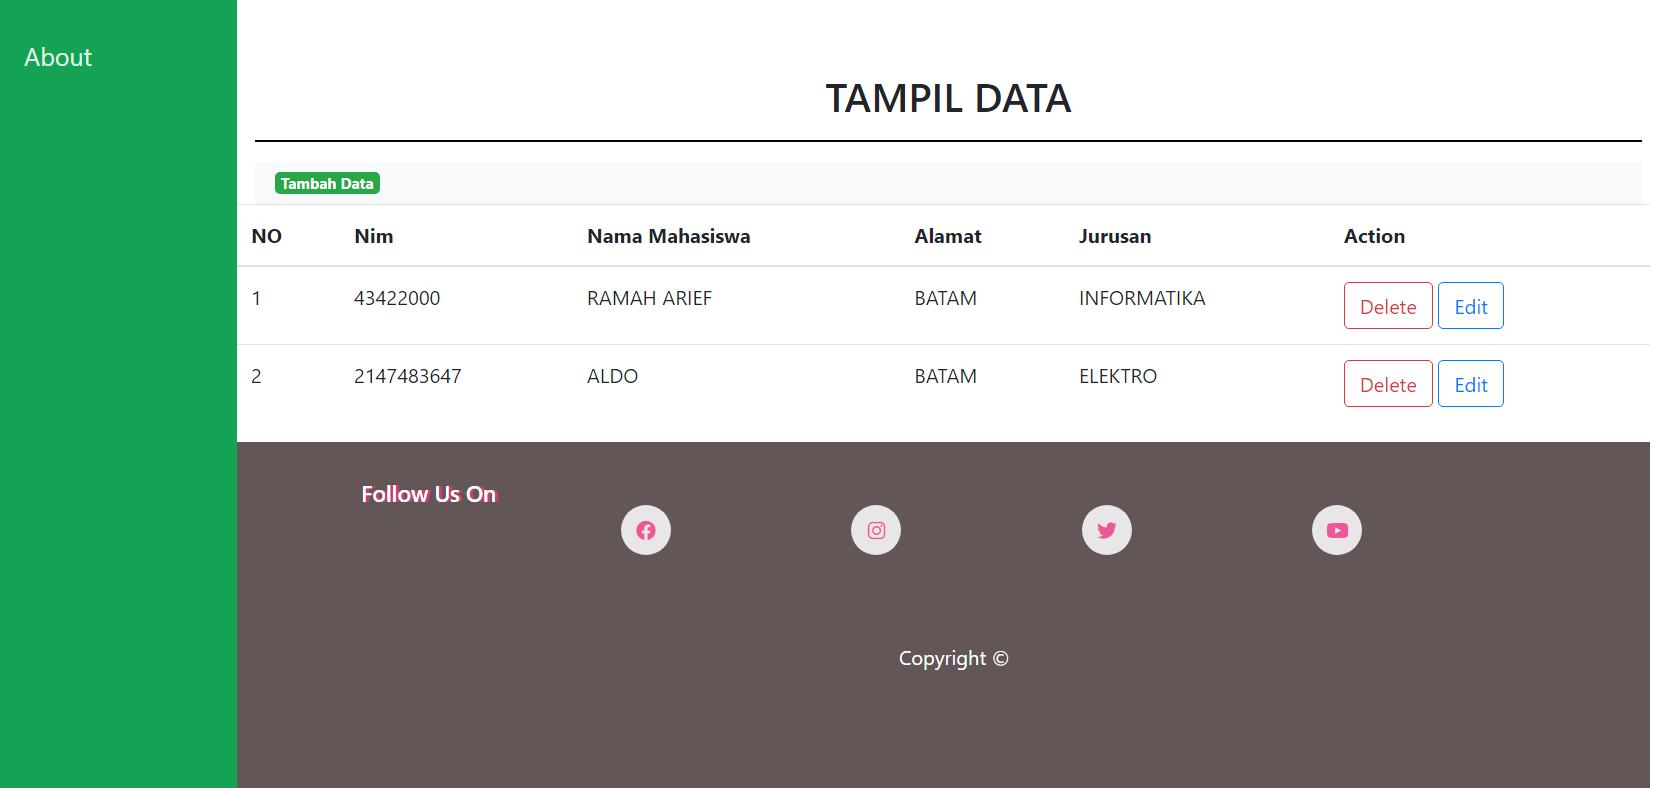 About
TAMPIL DATA
Tambah Data
NO Nim Nama Mahasiswa Alamat Jurusan Action
1 43422000 RAMAH ARIEF BATAM INFORMATIKA Delete Edit
2 2147483647 ALDO BATAM ELEKTRO Delete Edit
Follow Us On
Copyright ©